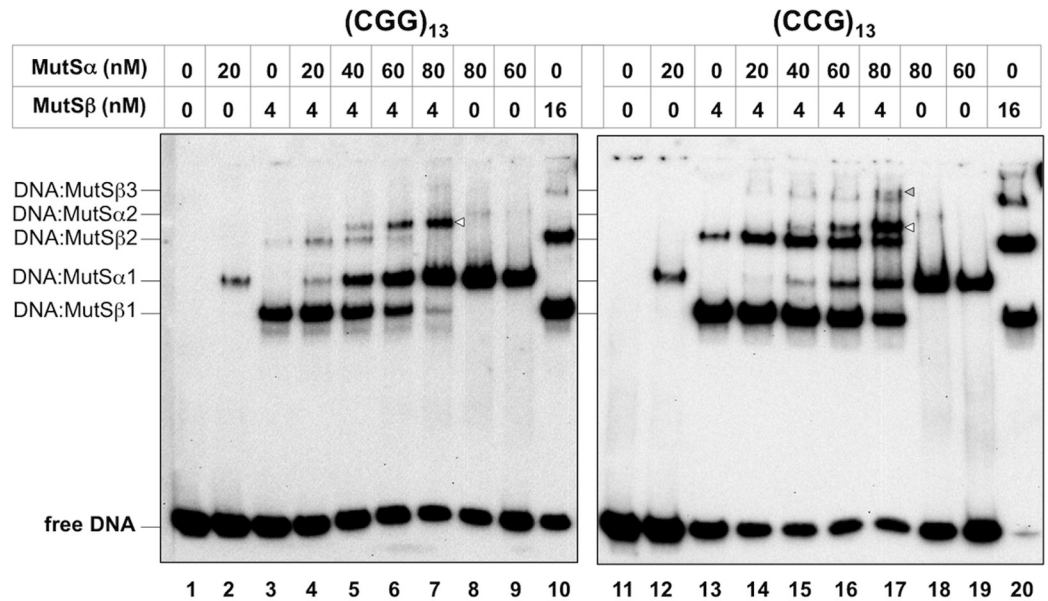 (CGG)13 (CCG)13
MutSα (nM) 0 20 0 20 40 60 80 80 60 0 0 20 0 20 40 60 80 80 60 0
MutSβ (nM) 0 0 4 4 4 4 4 0 0 16 0 0 4 4 4 4 4 0 0 16
DNA:MutSβ3
DNA:MutSα2
DNA:MutSβ2
DNA:MutSα1
DNA:MutSβ1
free DNA
1 2 3 4 5 6 7 8 9 10 11 12 13 14 15 16 17 18 19 20